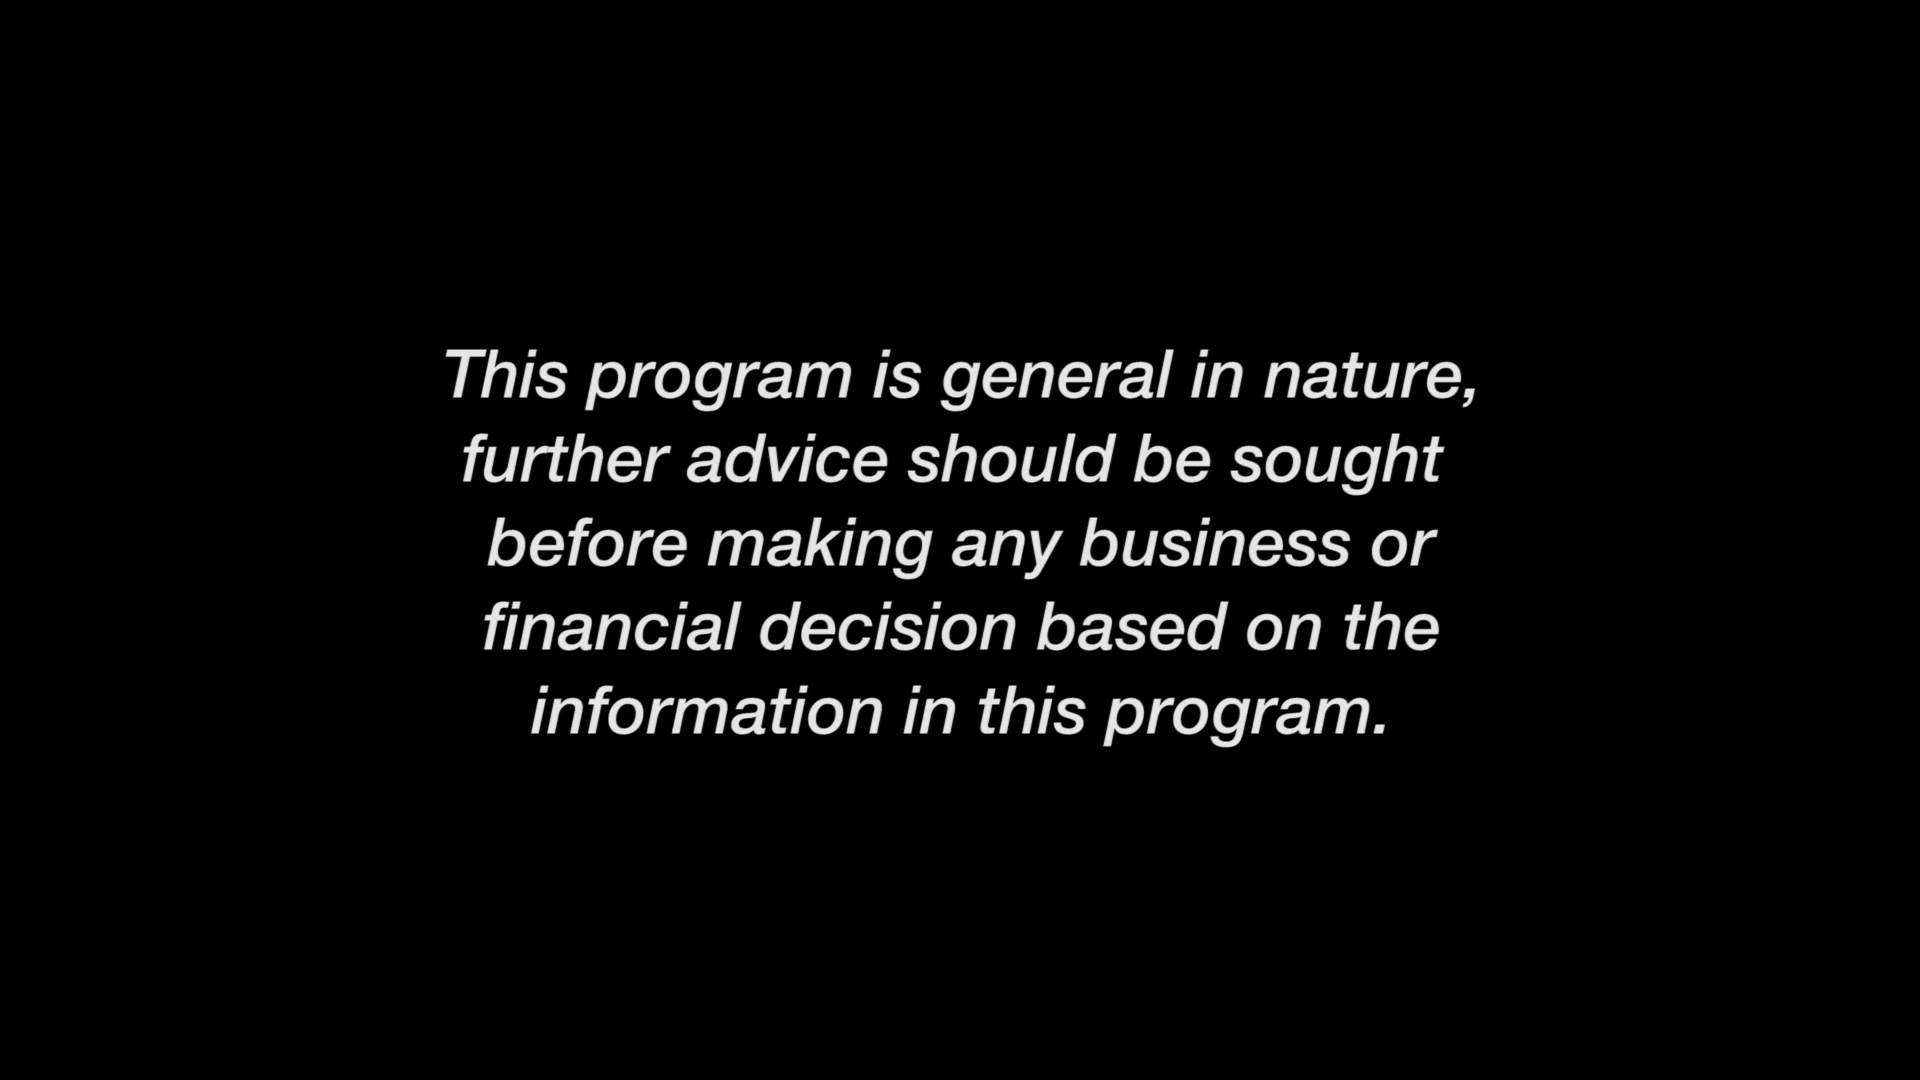 This program is general in nature,
further advice should be sought
before making any business or
financial decision based on the
information in this program.